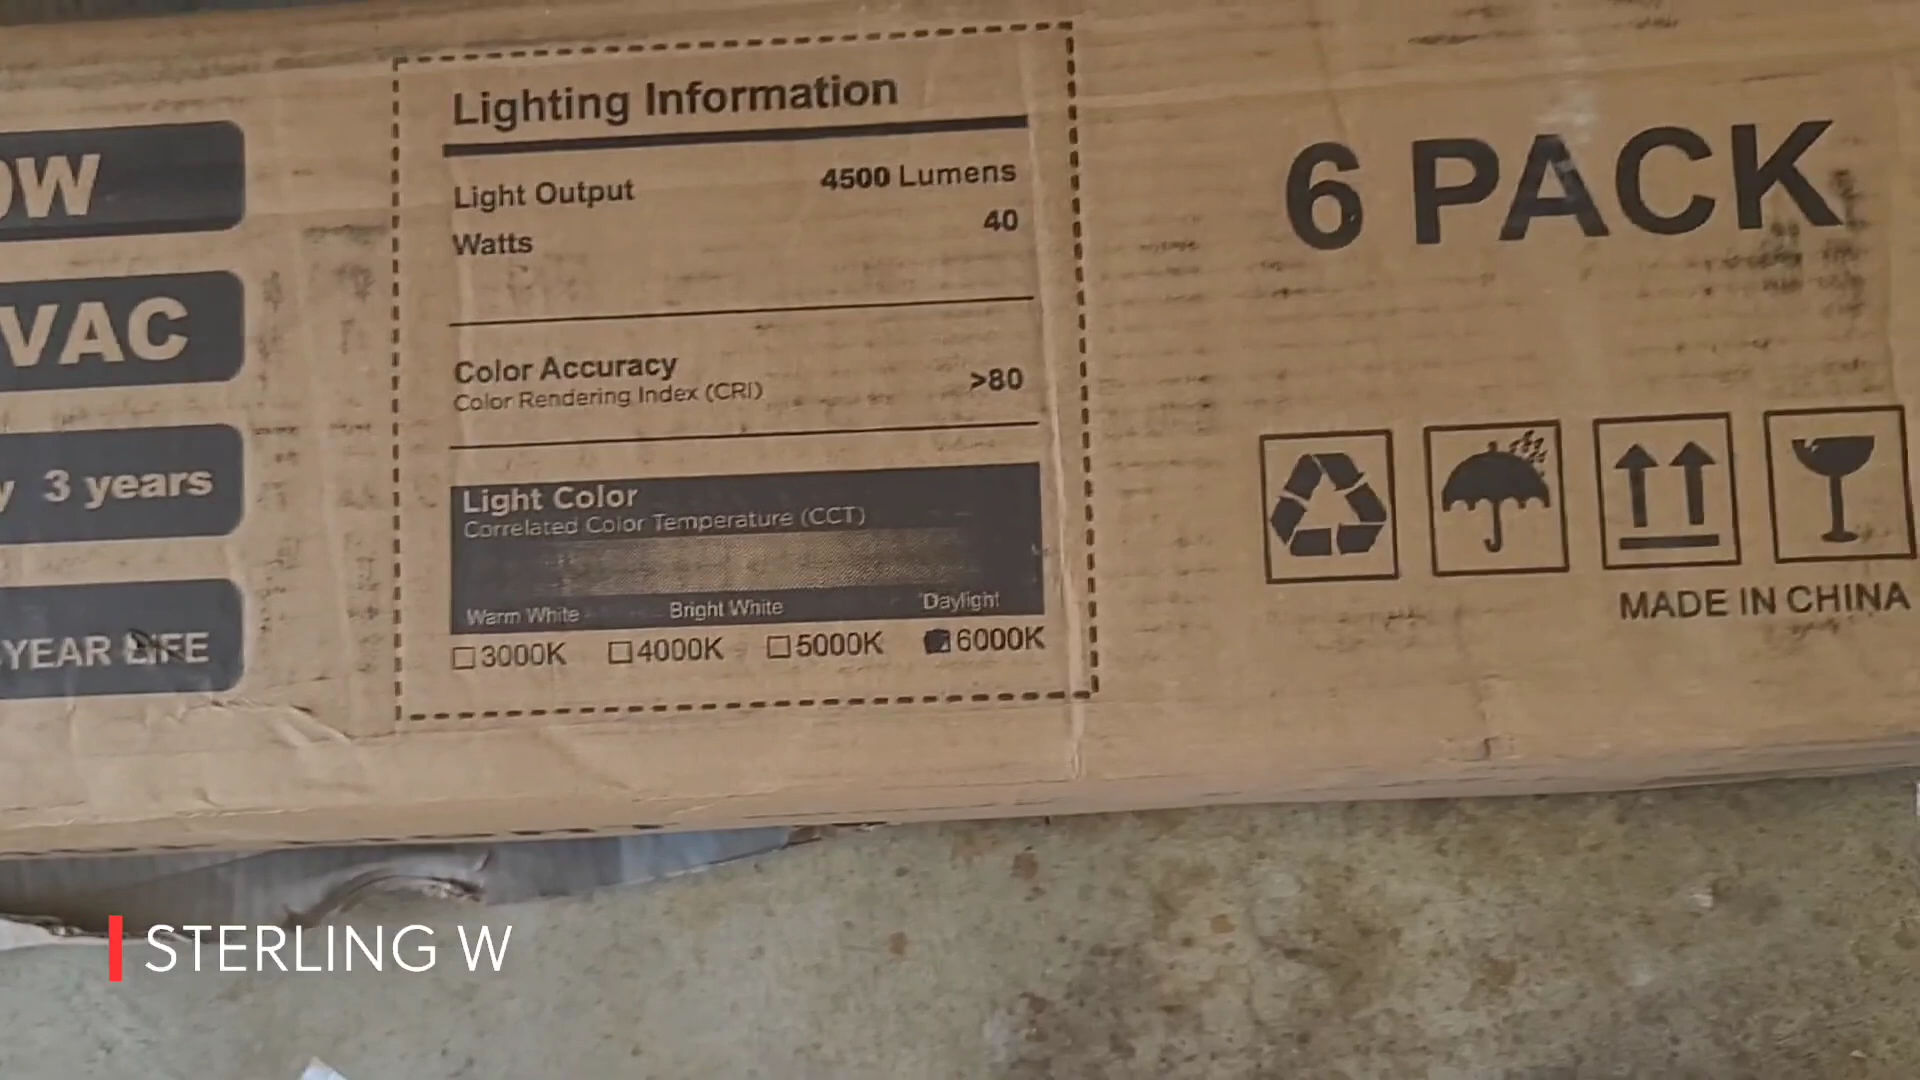 0W
VAC
y 3 years
YEAR LIFE
Lighting Information
Light Output 4500 Lumens
Watts 40
Color Accuracy
Color Rendering Index (CRI) >80
Light Color
Correlated Color Temperature (CCT)
Warm White Bright White Daylight
3000K 4000K 5000K 6000K
6 PACK
MADE IN CHINA
STERLING W